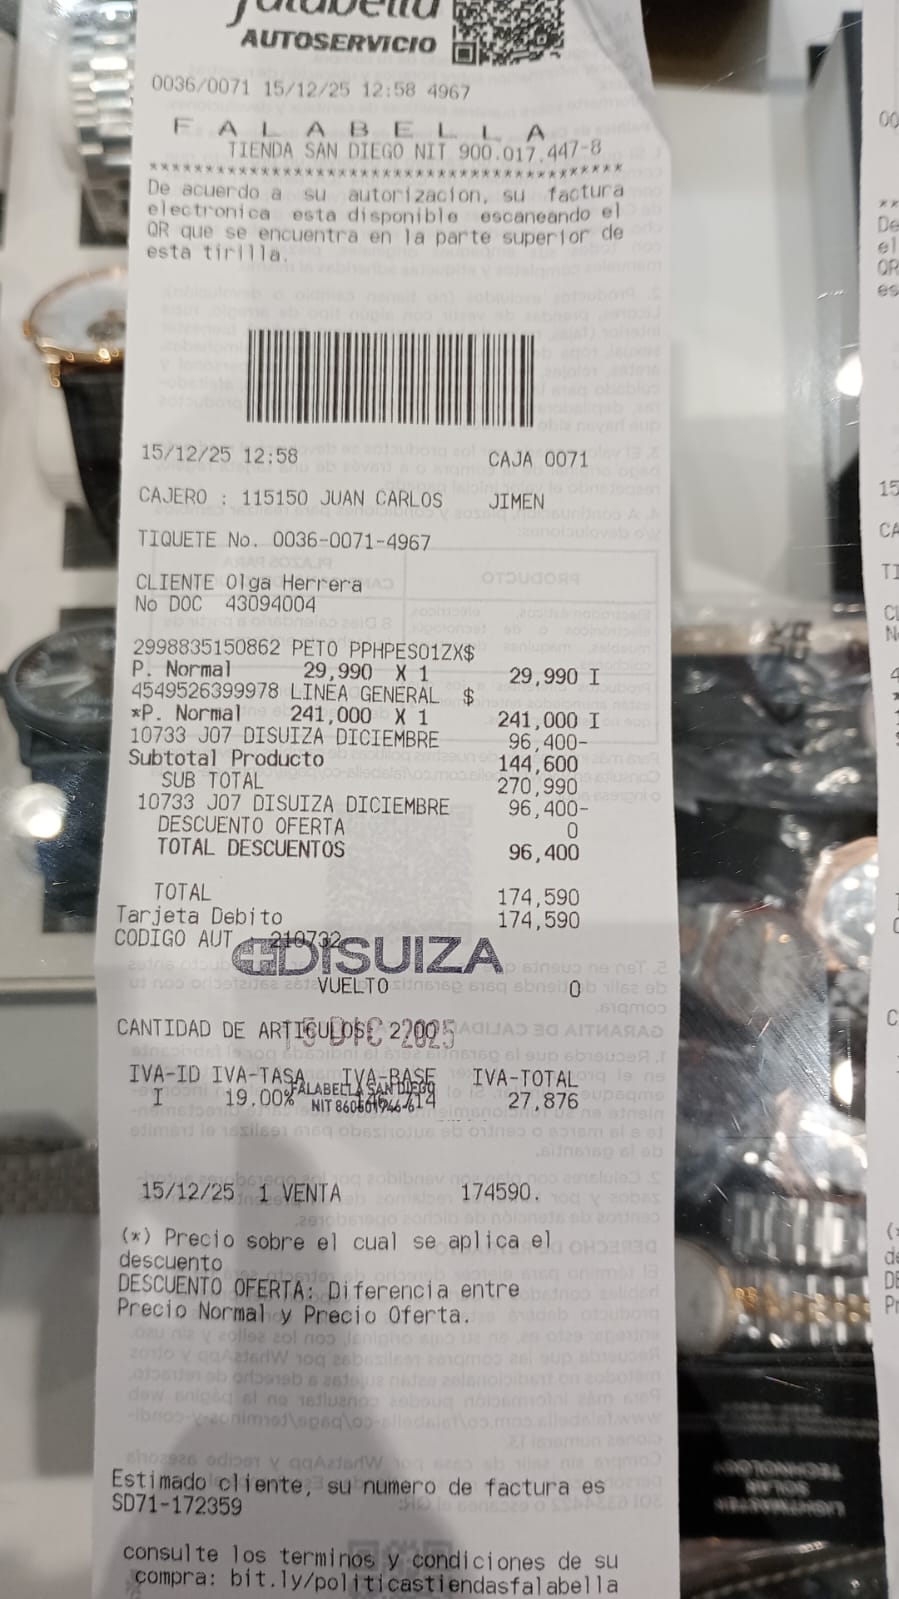 falabella
AUTOSERVICIO
0036/0071 15/12/25 12:58 4967
F A L A B E L L A
TIENDA SAN DIEGO NIT 900.017.447-8
********************************************
De acuerdo a su autorizacion, su factura
electronica esta disponible escaneando el
QR que se encuentra en la parte superior de
esta tirilla.
15/12/25 12:58 CAJA 0071
CAJERO : 115150 JUAN CARLOS JIMEN
TIQUETE No. 0036-0071-4967
CLIENTE Olga Herrera
No DOC 43094004
2998835150862 PETO PPHPES01ZX$
P. Normal 29,990 X 1 29,990 I
4549526399978 LINEA GENERAL $
*P. Normal 241,000 X 1 241,000 I
10733 J07 DISUIZA DICIEMBRE 96,400-
Subtotal Producto 144,600
SUB TOTAL 270,990
10733 J07 DISUIZA DICIEMBRE 96,400-
DESCUENTO OFERTA 0
TOTAL DESCUENTOS 96,400
TOTAL 174,590
Tarjeta Debito 174,590
CODIGO AUT 210732
DISUIZA
VUELTO 0
CANTIDAD DE ARTICULOS 2.00
15 DIC 2025
IVA-ID IVA-TASA IVA-BASE IVA-TOTAL
I 19.00% 27,876
FALABELLA SAN DIEGO
15/12/25 1 VENTA 174590.
(*) Precio sobre el cual se aplica el
descuento
DESCUENTO OFERTA: Diferencia entre
Precio Normal y Precio Oferta.
Estimado cliente, su numero de factura es
SD71-172359
consulte los terminos y condiciones de su
compra: bit.ly/politicastiendasfalabella